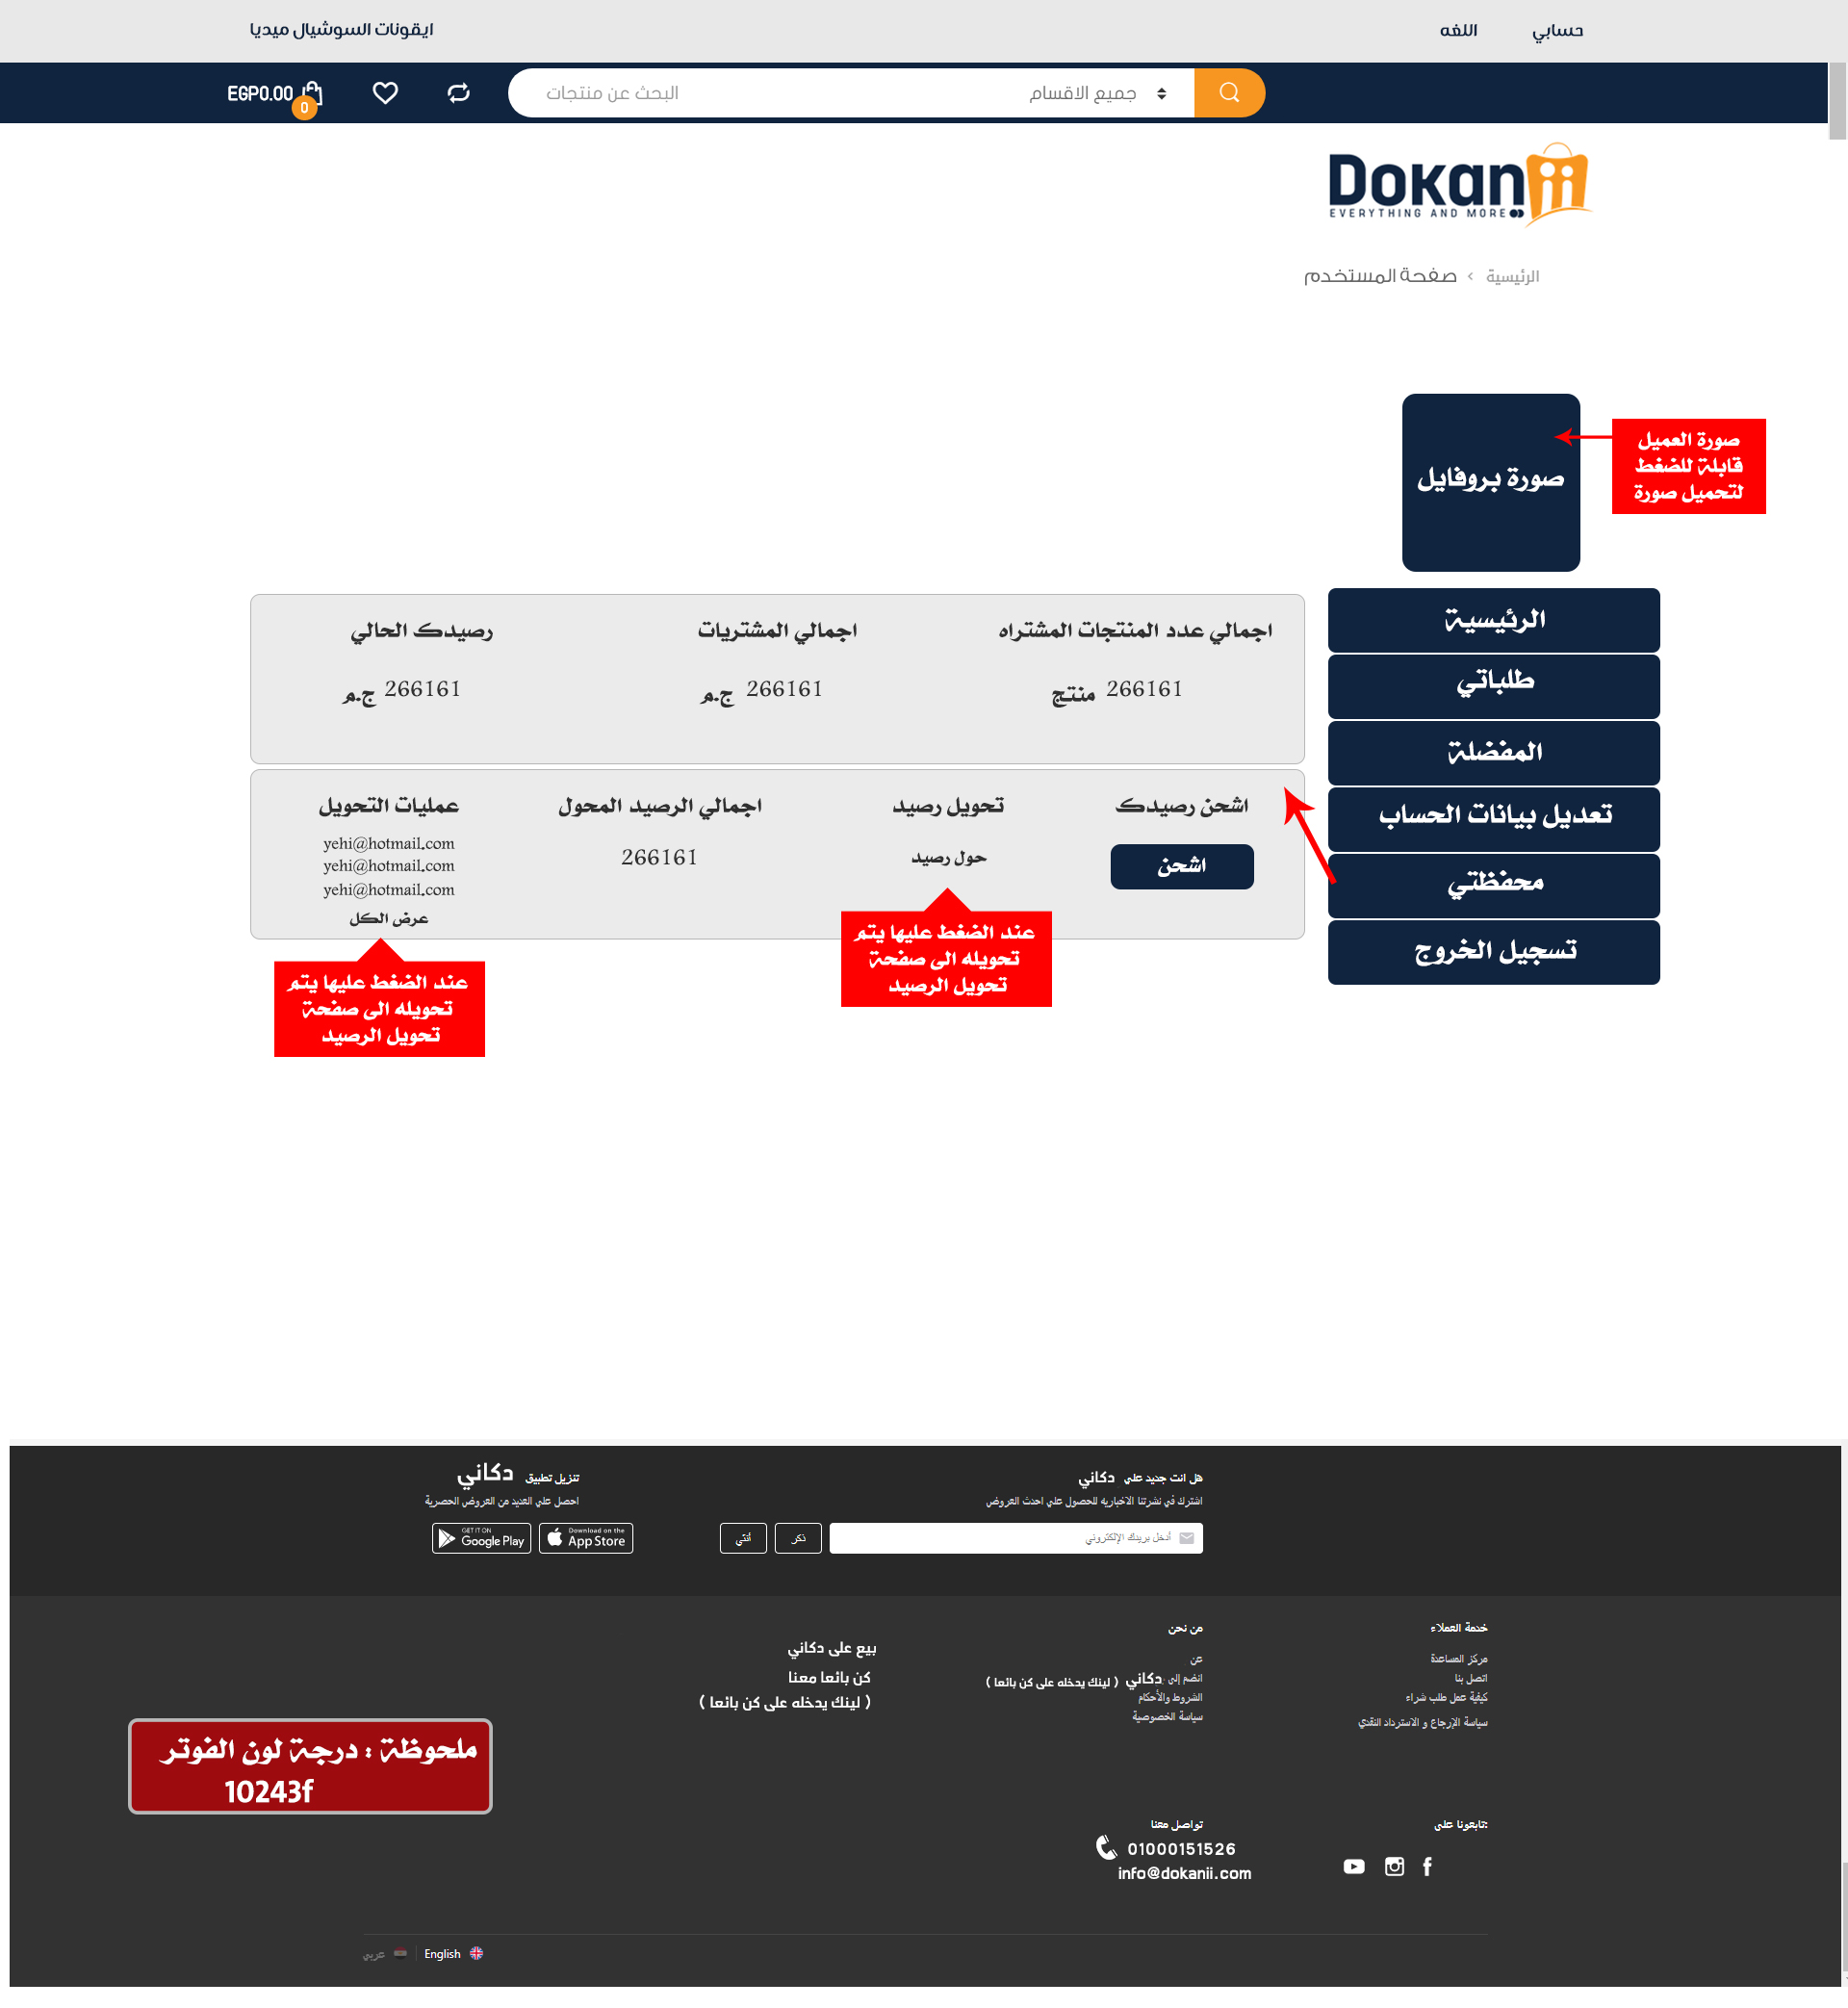 حسابي
اللغه
ايقونات السوشيال ميديا
جميع الاقسام
البحث عن منتجات
EGP0.00
0
Dokanii
EVERYTHING AND MORE
الرئيسية › صفحة المستخدم
صورة بروفايل
صورة العميل
قابلة للضغط
لتحميل صورة
الرئيسية
طلباتي
المفضلة
تعديل بيانات الحساب
محفظتي
تسجيل الخروج
اجمالي عدد المنتجات المشتراه
266161 منتج
اجمالي المشتريات
266161 ج.م
رصيدك الحالي
266161 ج.م
اشحن رصيدك
اشحن
تحويل رصيد
حول رصيد
عند الضغط عليها يتم
تحويله الى صفحة
تحويل الرصيد
اجمالي الرصيد المحول
266161
عمليات التحويل
yehi@hotmail.com
yehi@hotmail.com
yehi@hotmail.com
عرض الكل
عند الضغط عليها يتم
تحويله الى صفحة
تحويل الرصيد
هل انت جديد علي دكاني
اشترك في نشرتنا الاخباريه للحصول علي احدث العروض
أدخل بريدك الإلكتروني
ذكر
أنثي
تنزيل تطبيق دكاني
احصل علي العديد من العروض الحصرية
Download on the
App Store
GET IT ON
Google Play
خدمة العملاء
مركز المساعدة
اتصل بنا
كيفية عمل طلب شراء
سياسة الإرجاع و الاسترداد النقدي
من نحن
عن
انضم إلى دكاني ( لينك يدخله على كن بائعا )
الشروط والأحكام
سياسة الخصوصية
بيع على دكاني
كن بائعا معنا
( لينك يدخله على كن بائعا )
ملحوظة : درجة لون الفوتر
10243f
تابعونا على:
تواصل معنا
01000151526
info@dokanii.com
English
عربي